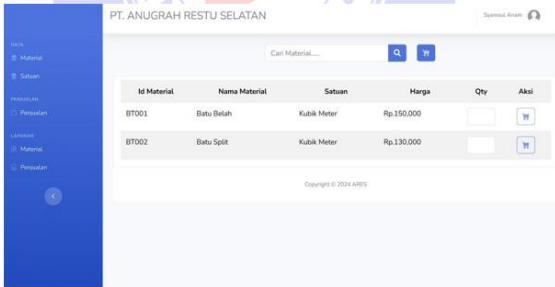 PT. ANUGRAH RESTU SELATAN
Syamsul Anam
DATA
Material
Satuan
PENJUALAN
Penjualan
LAPORAN
Material
Penjualan
Cari Material.....
Id Material Nama Material Satuan Harga Qty Aksi
BT001 Batu Belah Kubik Meter Rp.150,000
BT002 Batu Split Kubik Meter Rp.130,000
Copyright © 2024 ARES